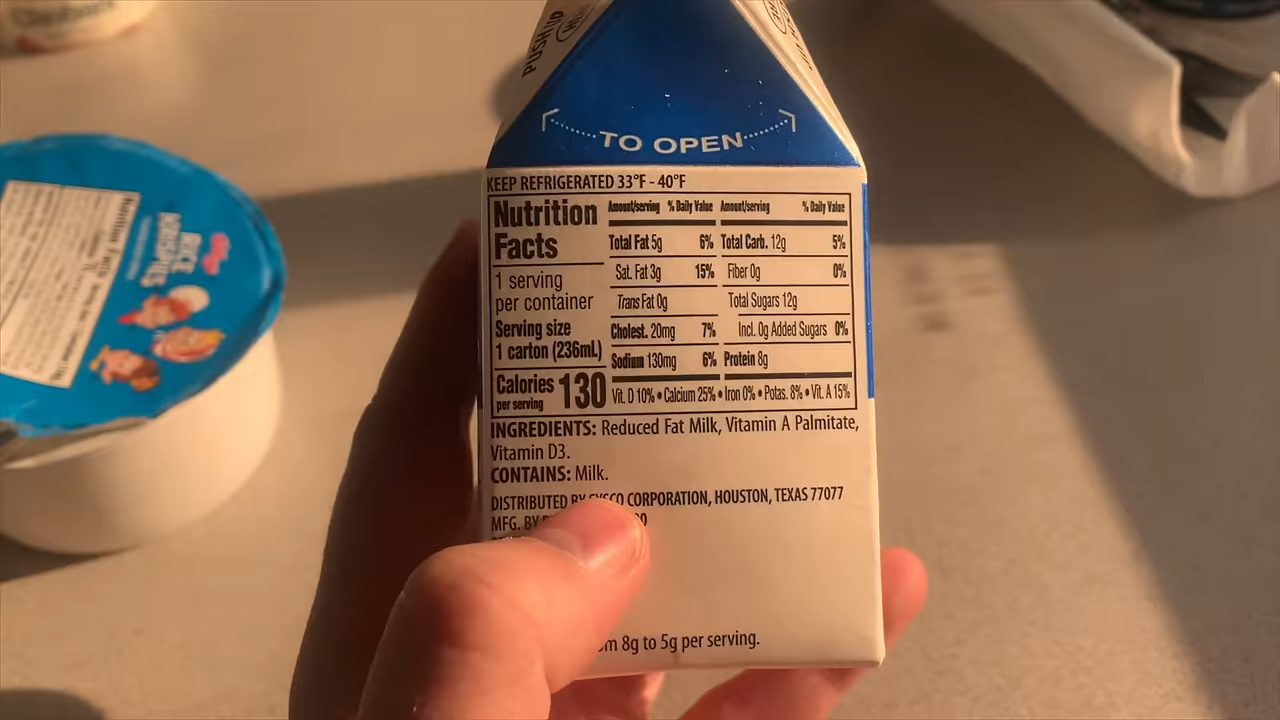 PUSH UP
TO OPEN
KEEP REFRIGERATED 33°F - 40°F
Nutrition
Facts
1 serving
per container
Serving size
1 carton (236mL)
Calories 130
per serving
Amount/serving % Daily Value
Total Fat 5g 6%
Sat. Fat 3g 15%
Trans Fat 0g
Cholest. 20mg 7%
Sodium 130mg 6%
Amount/serving % Daily Value
Total Carb. 12g 5%
Fiber 0g 0%
Total Sugars 12g
Incl. 0g Added Sugars 0%
Protein 8g
Vit. D 10% • Calcium 25% • Iron 0% • Potas. 8% • Vit. A 15%
INGREDIENTS: Reduced Fat Milk, Vitamin A Palmitate,
Vitamin D3.
CONTAINS: Milk.
DISTRIBUTED BY SYSCO CORPORATION, HOUSTON, TEXAS 77077
MFG. BY
8g to 5g per serving.
Kellogg's
RICE
KRISPIES
Nutrition Facts